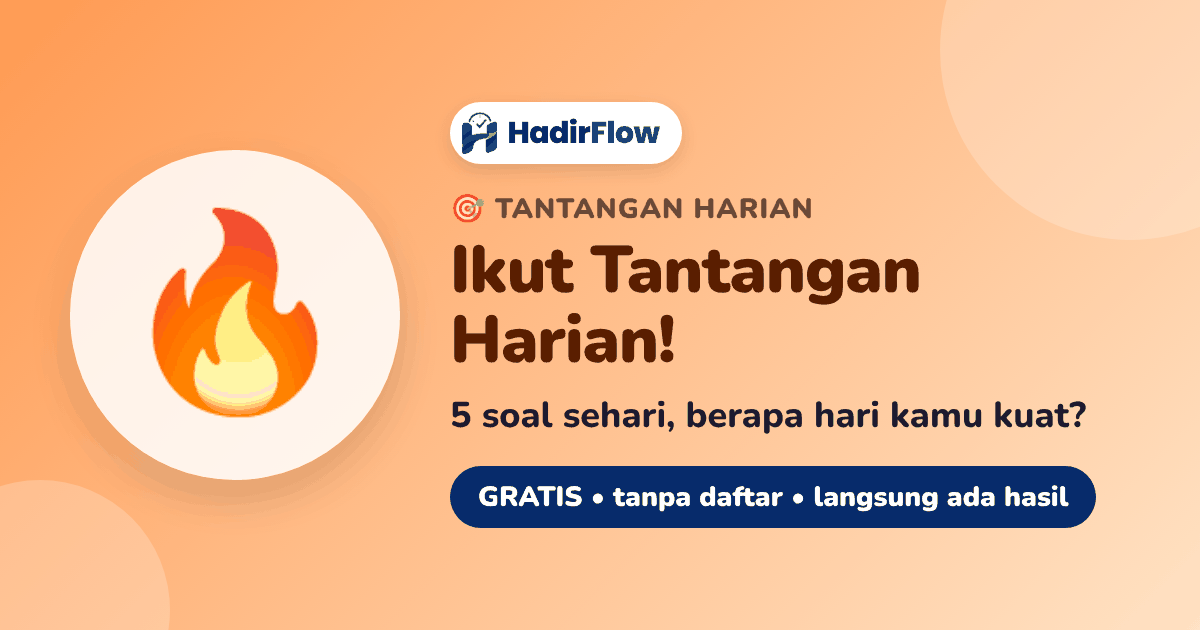 HadirFlow
🎯 TANTANGAN HARIAN
Ikut Tantangan
Harian!
5 soal sehari, berapa hari kamu kuat?
GRATIS • tanpa daftar • langsung ada hasil